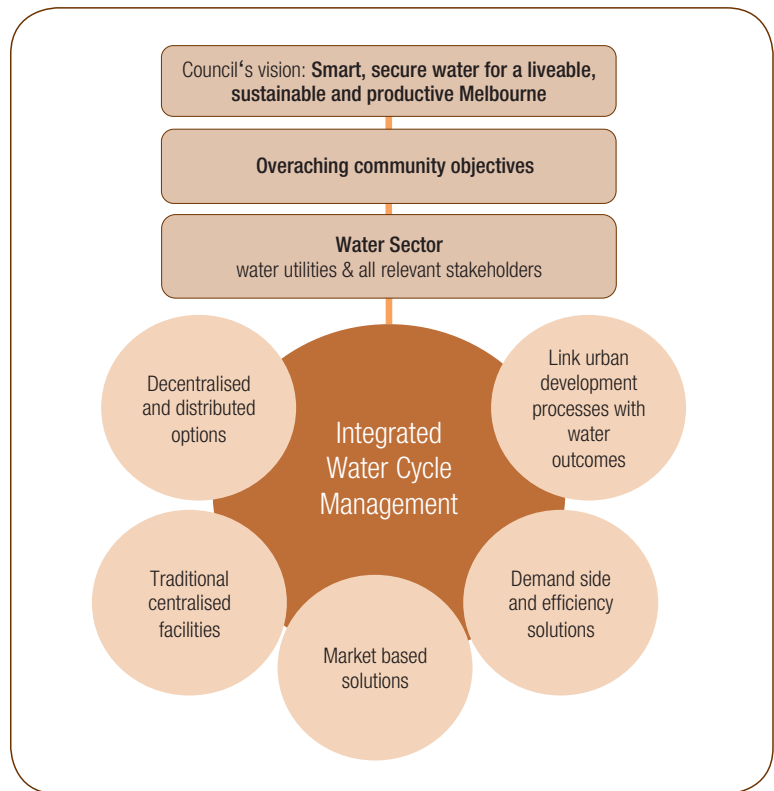 Council‘s vision: Smart, secure water for a liveable,
sustainable and productive Melbourne
Overaching community objectives
Water Sector
water utilities & all relevant stakeholders
Decentralised
and distributed
options
Link urban
development
processes with
water
outcomes
Integrated
Water Cycle
Management
Traditional
centralised
facilities
Demand side
and efficiency
solutions
Market based
solutions